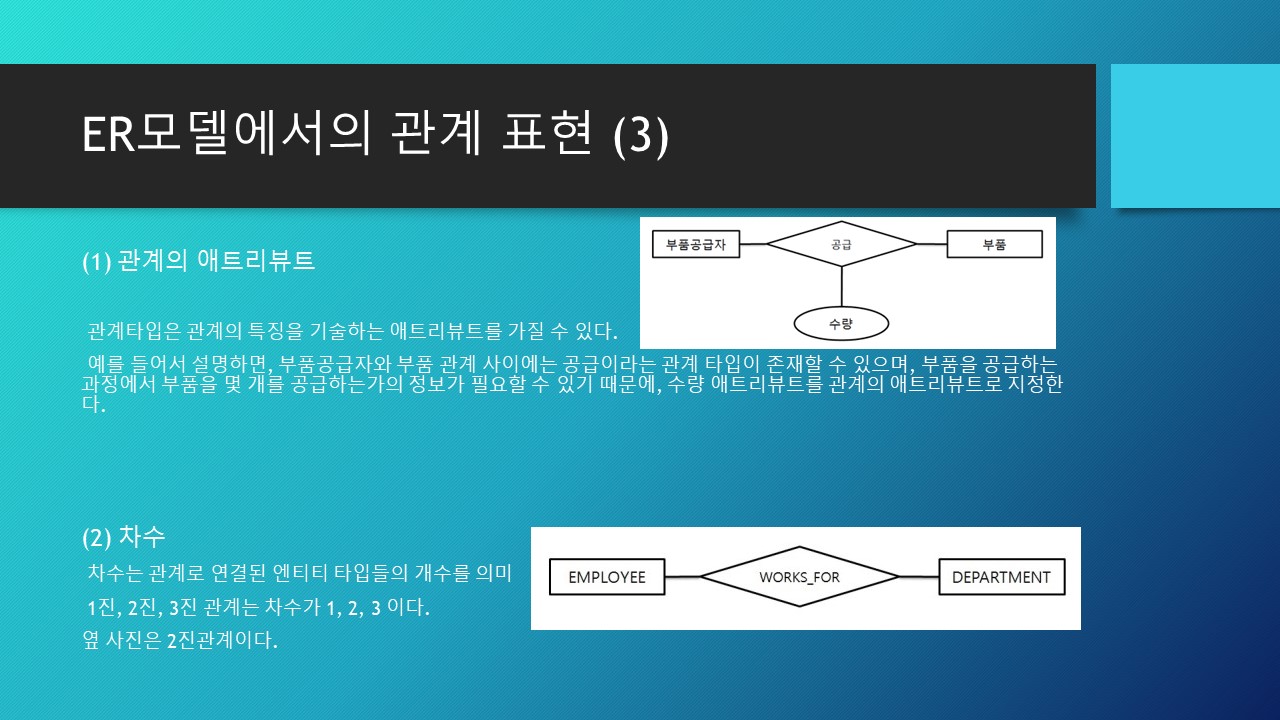 ER모델에서의 관계 표현 (3)
(1) 관계의 애트리뷰트
부품공급자
공급
부품
수량
관계타입은 관계의 특징을 기술하는 애트리뷰트를 가질 수 있다.
예를 들어서 설명하면, 부품공급자와 부품 관계 사이에는 공급이라는 관계 타입이 존재할 수 있으며, 부품을 공급하는
과정에서 부품을 몇 개를 공급하는가의 정보가 필요할 수 있기 때문에, 수량 애트리뷰트를 관계의 애트리뷰트로 지정한
다.
(2) 차수
차수는 관계로 연결된 엔티티 타입들의 개수를 의미
1진, 2진, 3진 관계는 차수가 1, 2, 3 이다.
옆 사진은 2진관계이다.
EMPLOYEE
WORKS_FOR
DEPARTMENT